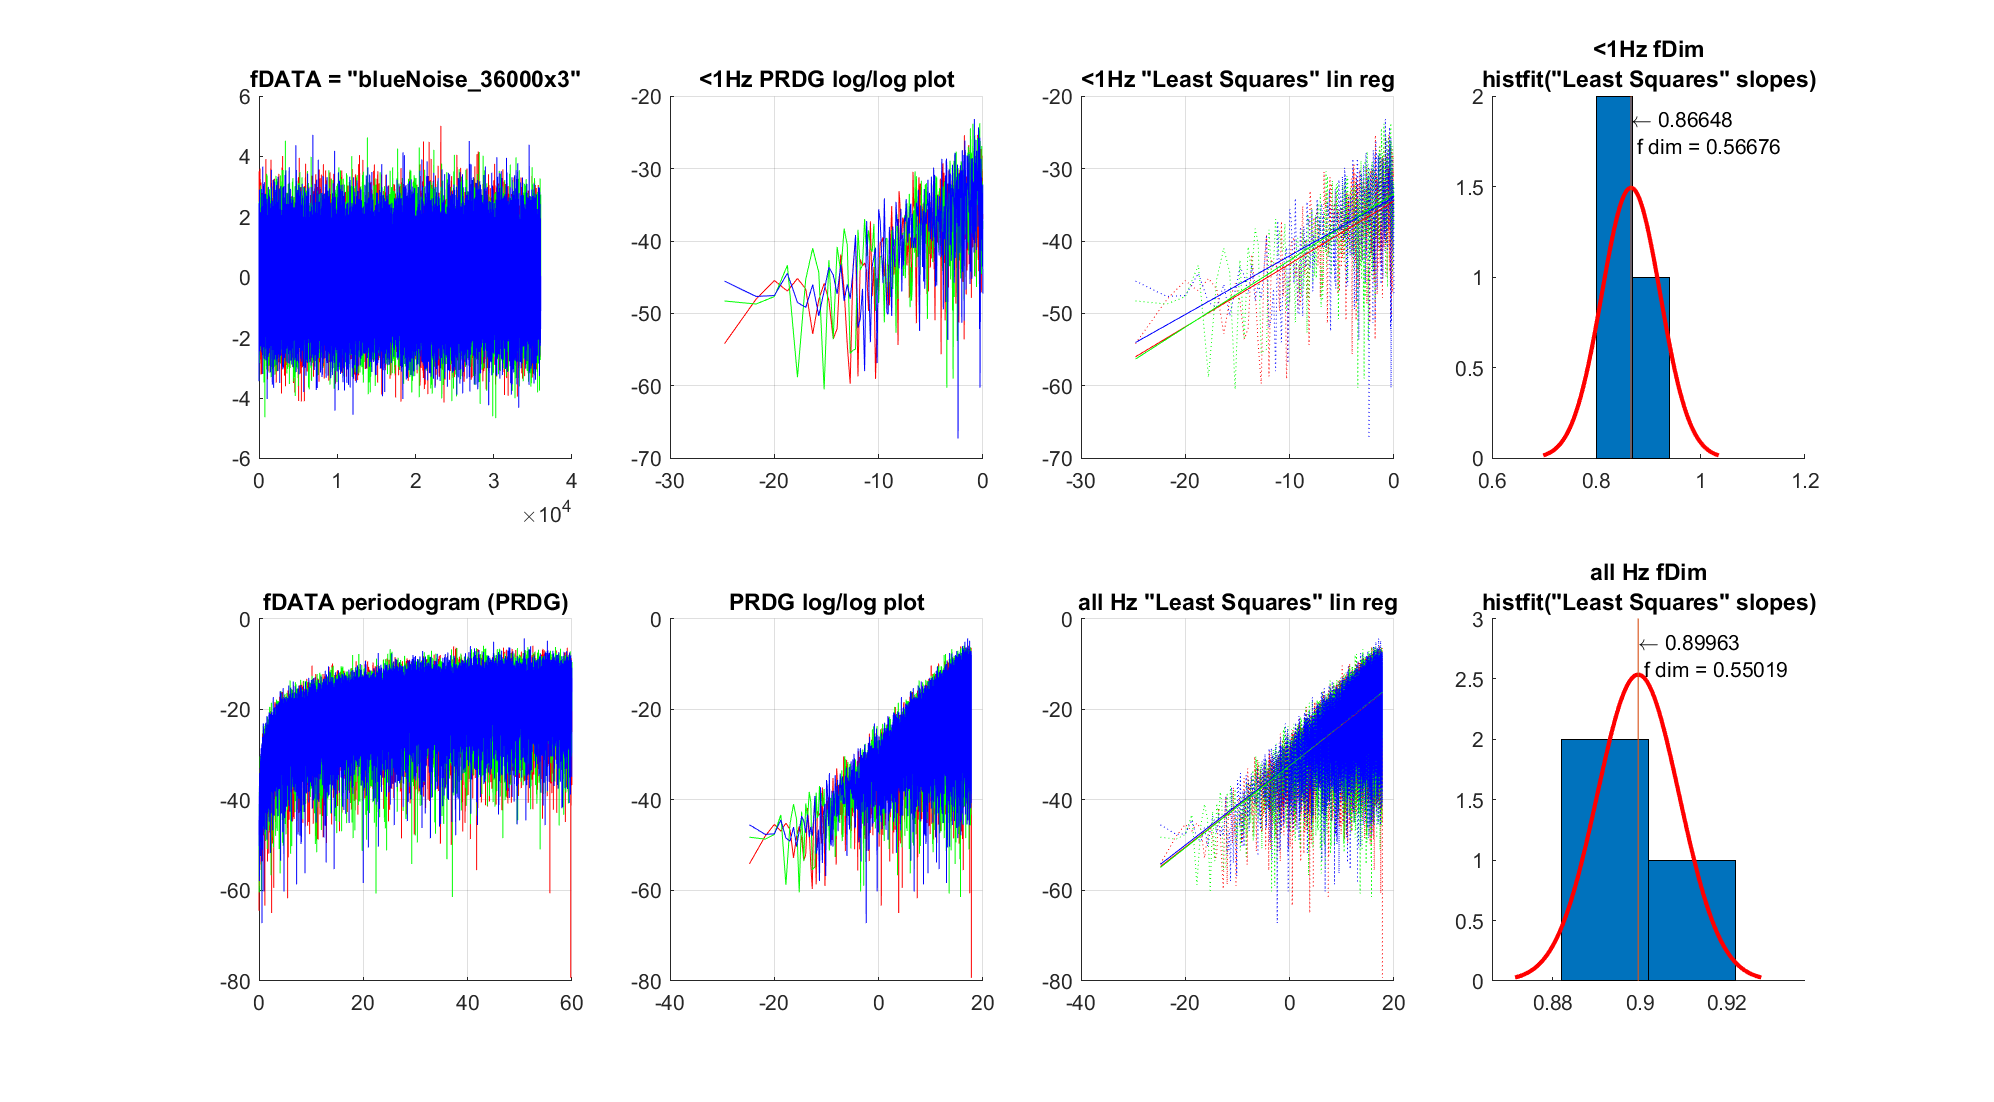 fDATA = "blueNoise_36000x3"
6
4
2
0
-2
-4
-6
0 1 2 3 4
×10^4
<1Hz PRDG log/log plot
-20
-30
-40
-50
-60
-70
-30 -20 -10 0
<1Hz "Least Squares" lin reg
-20
-30
-40
-50
-60
-70
-30 -20 -10 0
<1Hz fDim
histfit("Least Squares" slopes)
2
1.5
1
0.5
0
← 0.86648
f dim = 0.56676
0.6 0.8 1 1.2
fDATA periodogram (PRDG)
0
-20
-40
-60
-80
0 20 40 60
PRDG log/log plot
0
-20
-40
-60
-80
-40 -20 0 20
all Hz "Least Squares" lin reg
0
-20
-40
-60
-80
-40 -20 0 20
all Hz fDim
histfit("Least Squares" slopes)
3
2.5
2
1.5
1
0.5
0
← 0.89963
f dim = 0.55019
0.88 0.9 0.92